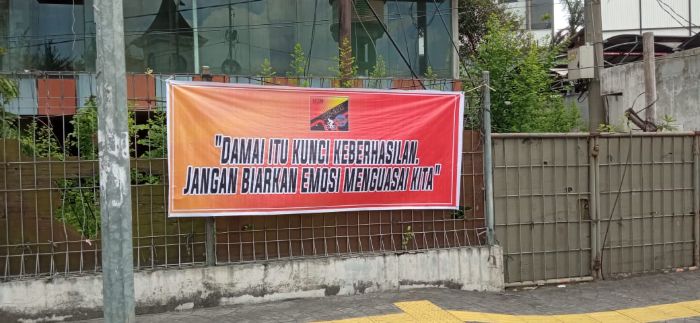 "DAMAI ITU KUNCI KEBERHASILAN.
JANGAN BIARKAN EMOSI MENGUASAI KITA"